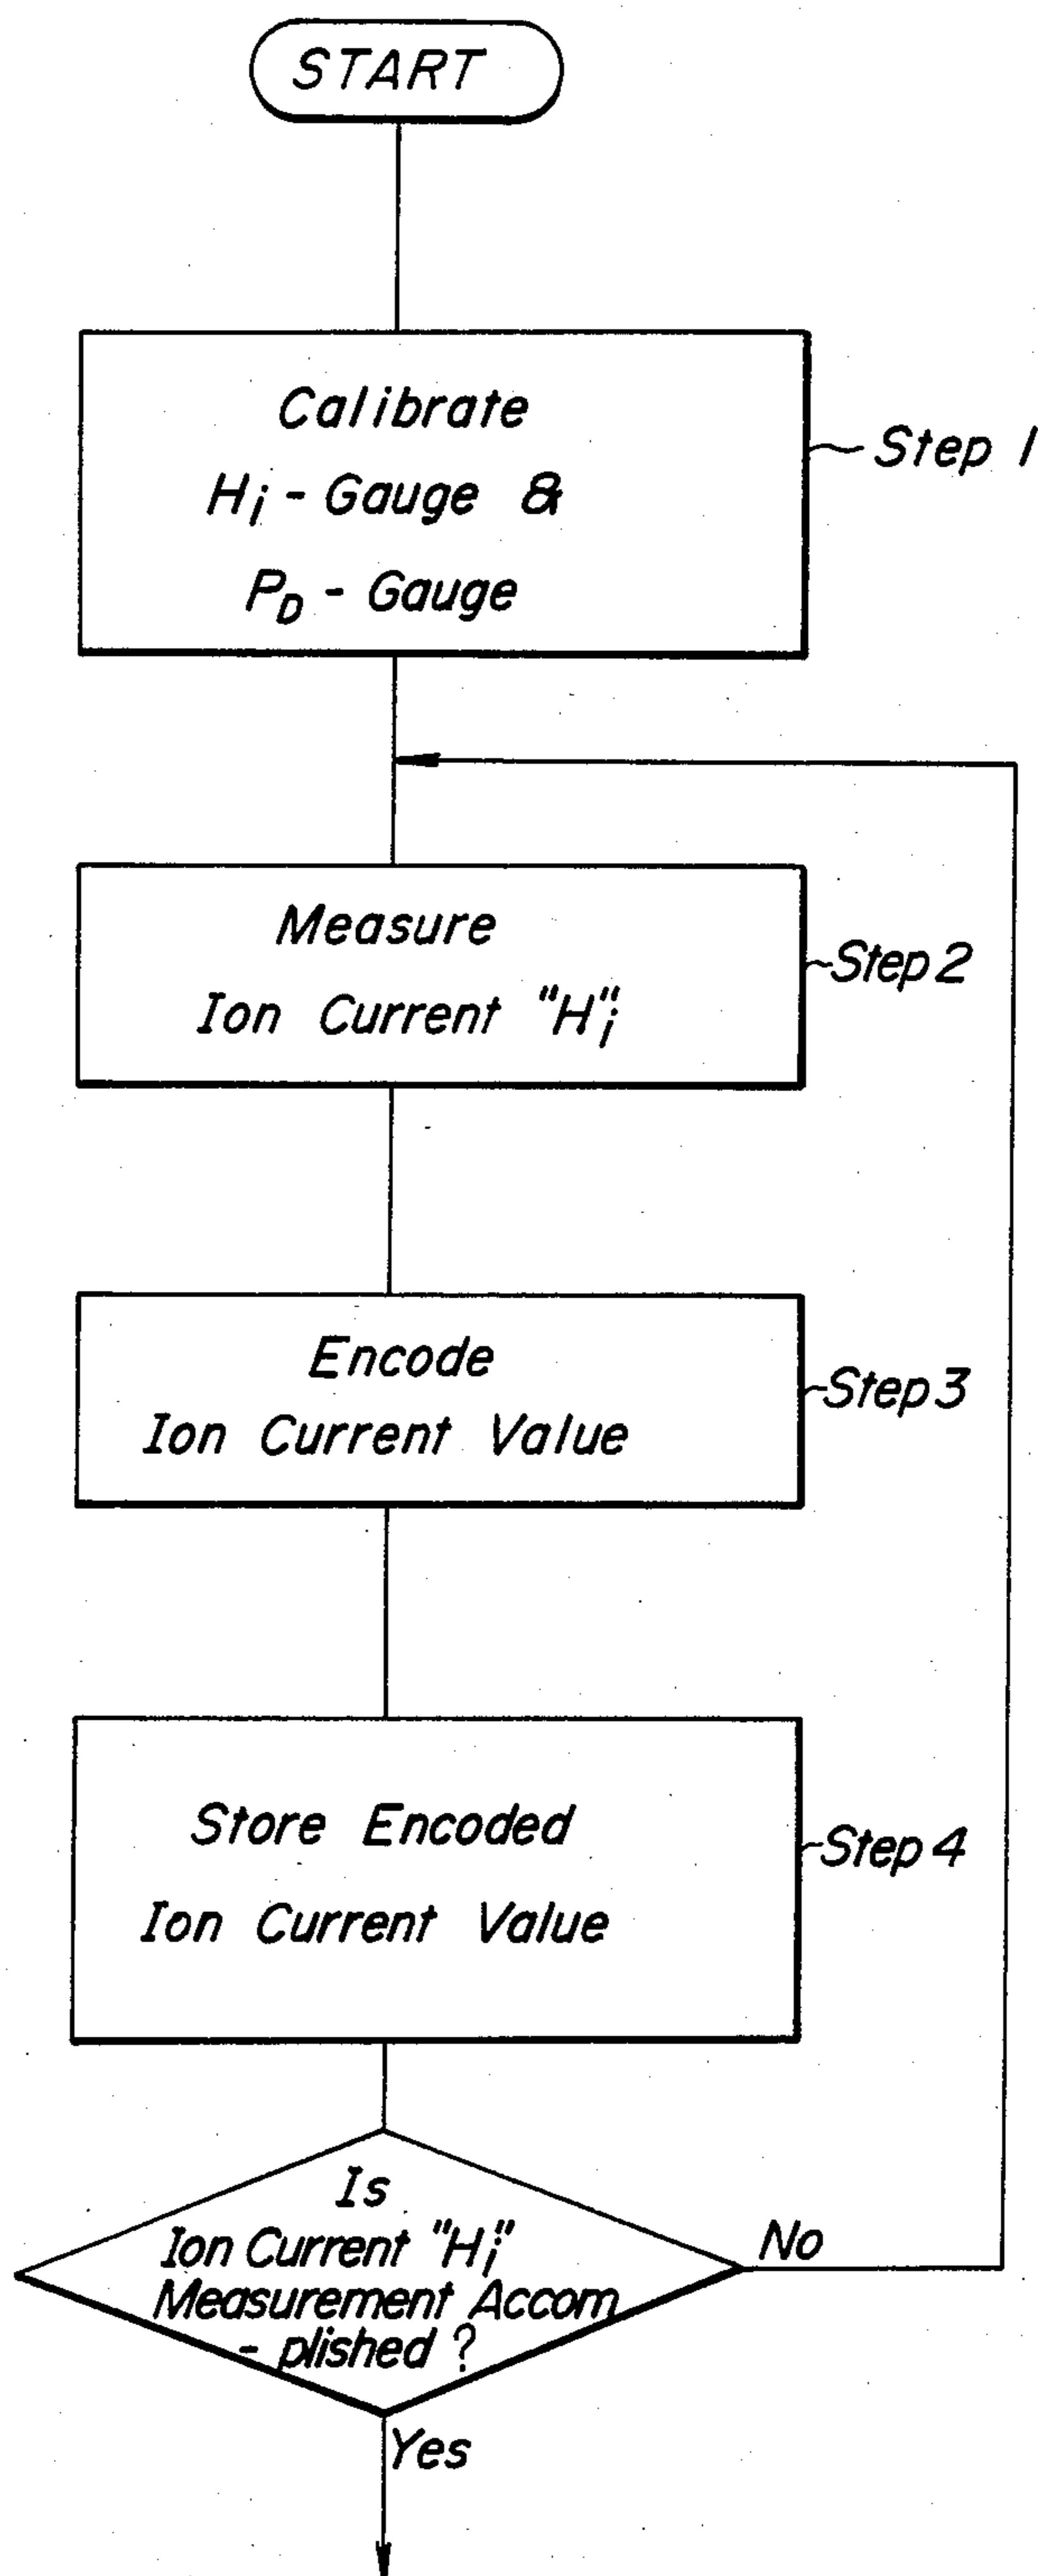 START
Calibrate
Hi - Gauge &
PD - Gauge
Step 1
Measure
Ion Current "Hi"
Step 2
Encode
Ion Current Value
Step 3
Store Encoded
Ion Current Value
Step 4
Is
Ion Current "Hi"
Measurement Accom
- plished ?
No
Yes